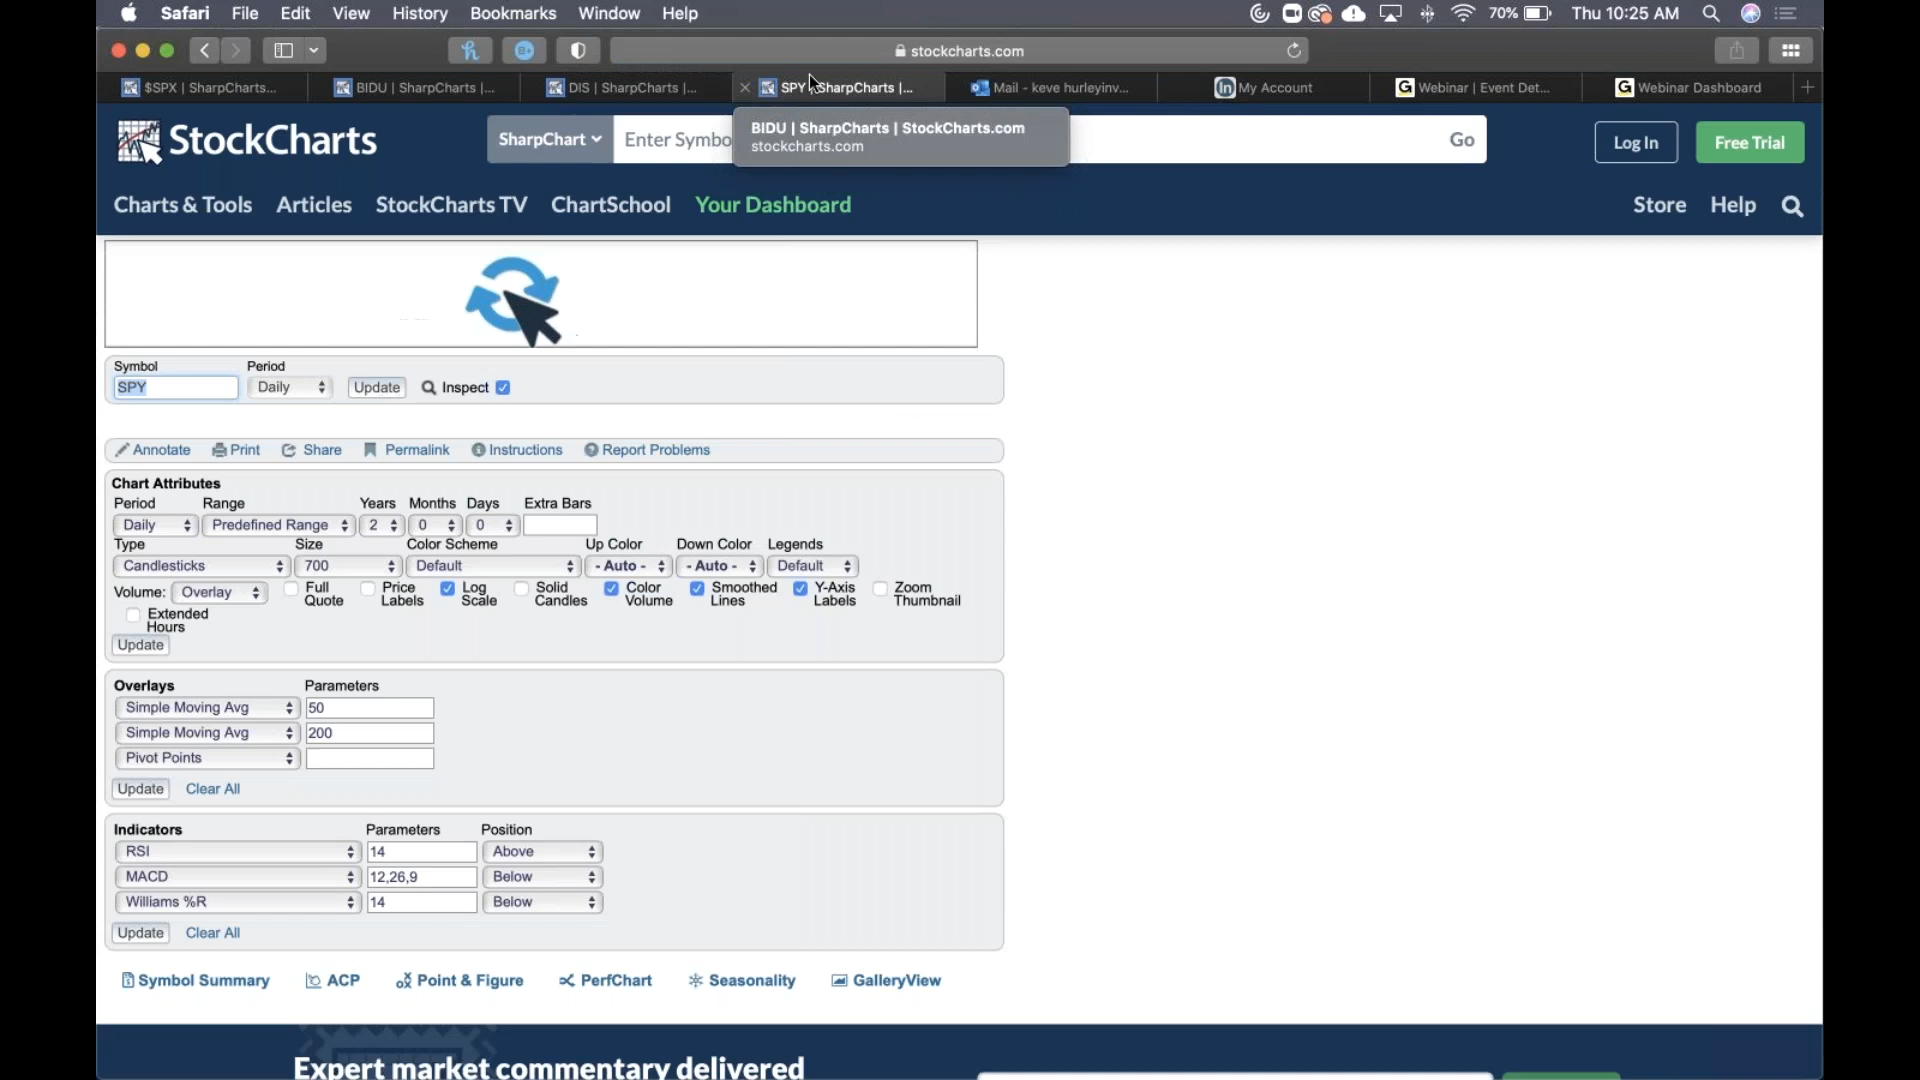 Safari File Edit View History Bookmarks Window Help 70% Thu 10:25 AM
stockcharts.com
$SPX | SharpCharts... BIDU | SharpCharts |... DIS | SharpCharts |... SPY | SharpCharts |... Mail - keve hurleyinv... My Account Webinar | Event Det... Webinar Dashboard
BIDU | SharpCharts | StockCharts.com
stockcharts.com
StockCharts SharpChart Enter Symbo Go Log In Free Trial
Charts & Tools Articles StockCharts TV ChartSchool Your Dashboard Store Help
Symbol Period
SPY Daily Update Inspect
Annotate Print Share Permalink Instructions Report Problems
Chart Attributes
Period Range Years Months Days Extra Bars
Daily Predefined Range 2 0 0
Type Size Color Scheme Up Color Down Color Legends
Candlesticks 700 Default - Auto - - Auto - Default
Volume: Overlay Full Quote Price Labels Log Scale Solid Candles Color Volume Smoothed Lines Y-Axis Labels Zoom Thumbnail
Extended Hours
Update
Overlays Parameters
Simple Moving Avg 50
Simple Moving Avg 200
Pivot Points
Update Clear All
Indicators Parameters Position
RSI 14 Above
MACD 12,26,9 Below
Williams %R 14 Below
Update Clear All
Symbol Summary ACP Point & Figure PerfChart Seasonality GalleryView
Expert market commentary delivered